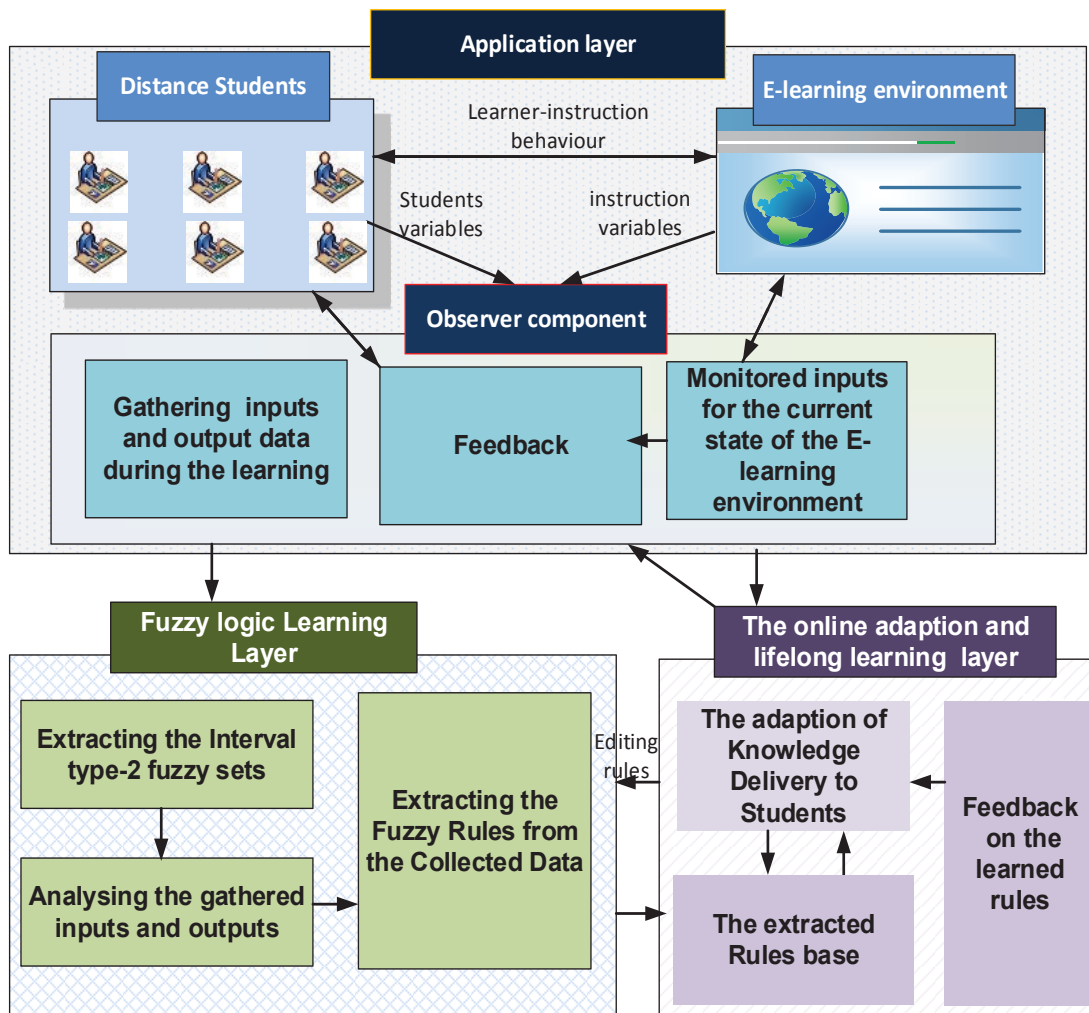 Application layer
Distance Students
E-learning environment
Learner-instruction
behaviour
Students
variables
instruction
variables
Observer component
Gathering inputs
and output data
during the learning
Feedback
Monitored inputs
for the current
state of the E-
learning
environment
Fuzzy logic Learning
Layer
The online adaption and
lifelong learning layer
Extracting the Interval
type-2 fuzzy sets
Analysing the gathered
inputs and outputs
Extracting the
Fuzzy Rules from
the Collected Data
Editing
rules
The adaption of
Knowledge
Delivery to
Students
The extracted
Rules base
Feedback
on the
learned
rules